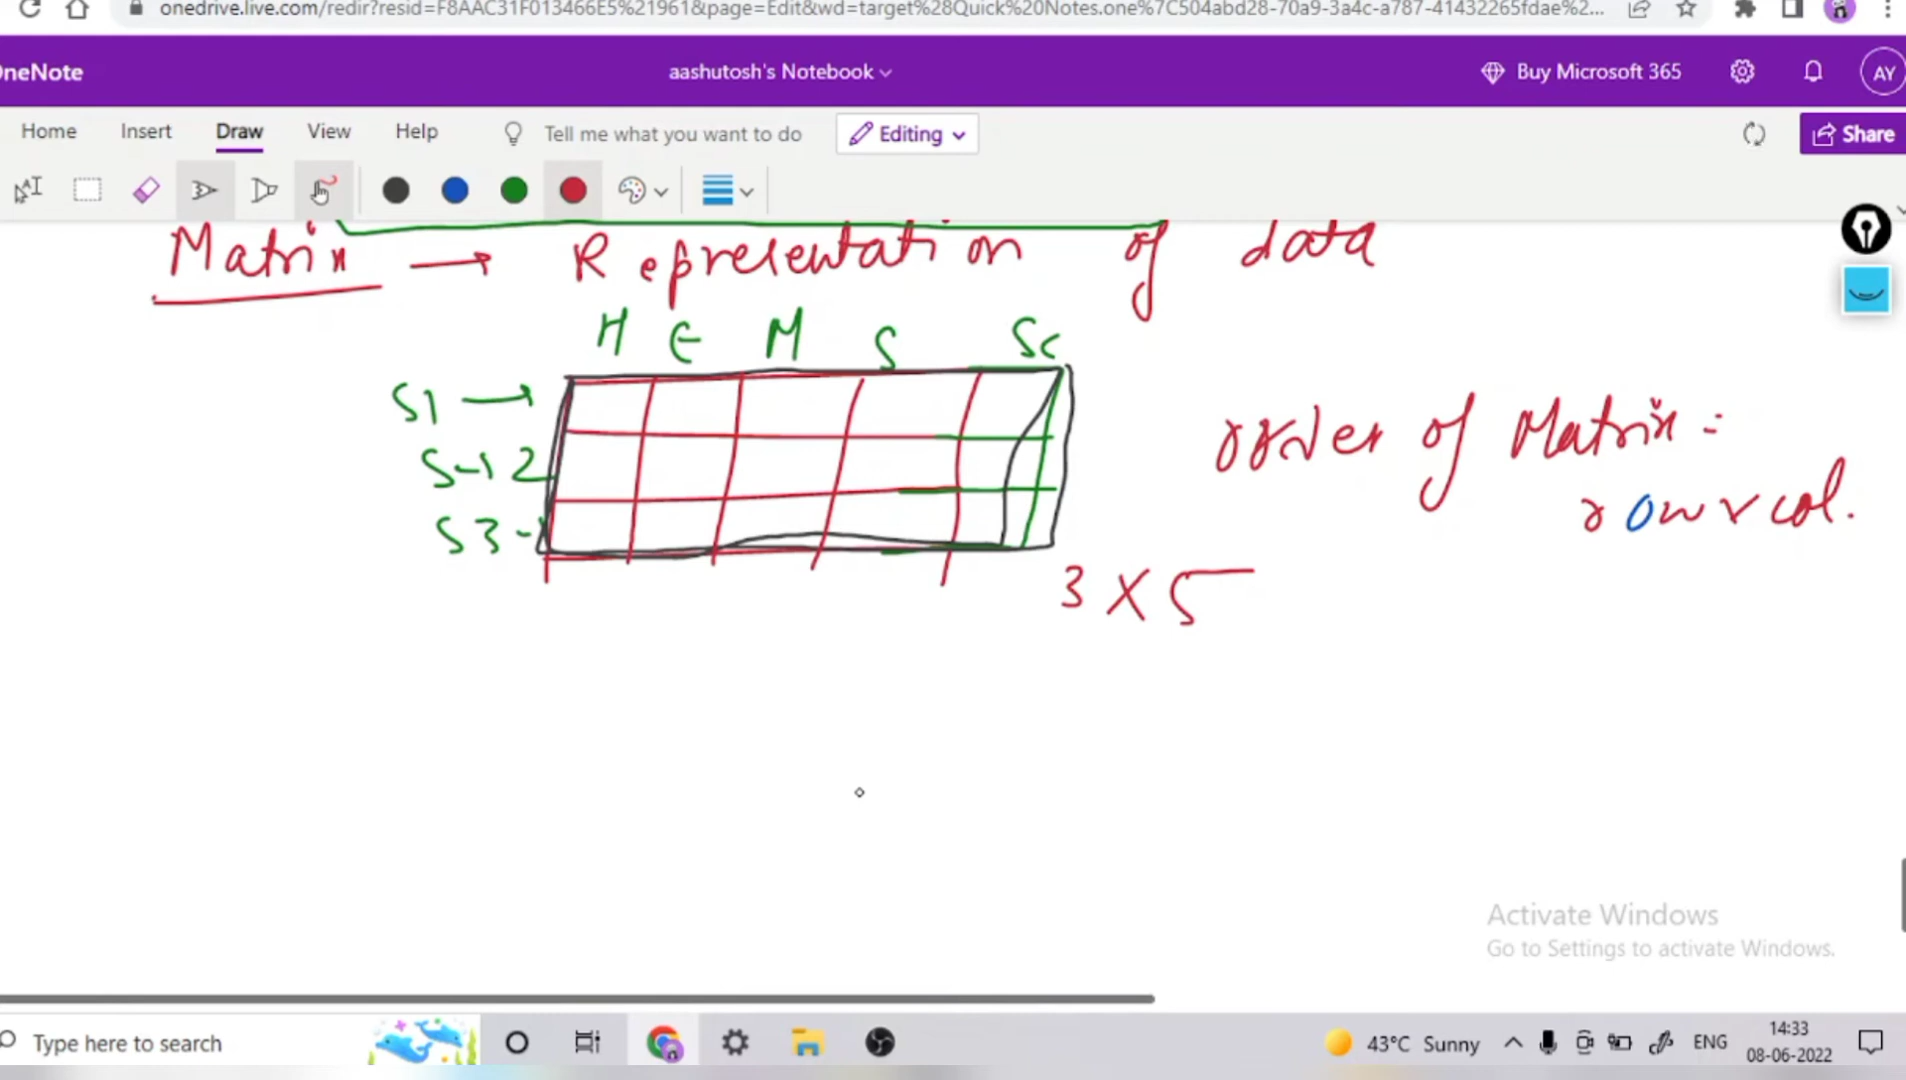 onedrive.live.com/redir?resid=F8AAC31F013466E5%21961&page=Edit&wd=target%28Quick%20Notes.one%7C504abd28-70a9-3a4c-a787-41432265fdae%2...
OneNote
aashutosh's Notebook
Buy Microsoft 365
AY
Home Insert Draw View Help
Tell me what you want to do
Editing
Share
Matrix → Representation of data
H E M S Sc
S1 →
S-12
S3-
order of Matrix =
row x col.
3 X 5
Activate Windows
Go to Settings to activate Windows.
Type here to search
43°C Sunny
ENG
14:33
08-06-2022